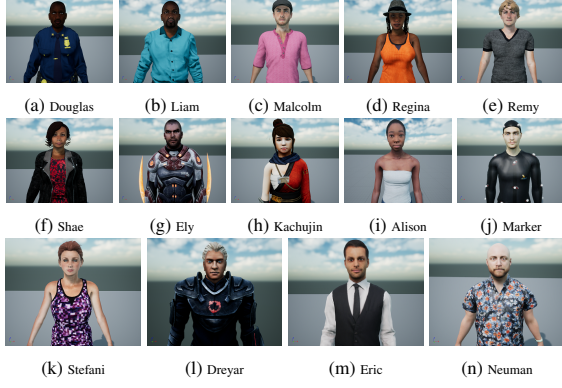 (a) Douglas (b) Liam (c) Malcolm (d) Regina (e) Remy
(f) Shae (g) Ely (h) Kachujin (i) Alison (j) Marker
(k) Stefani (l) Dreyar (m) Eric (n) Neuman